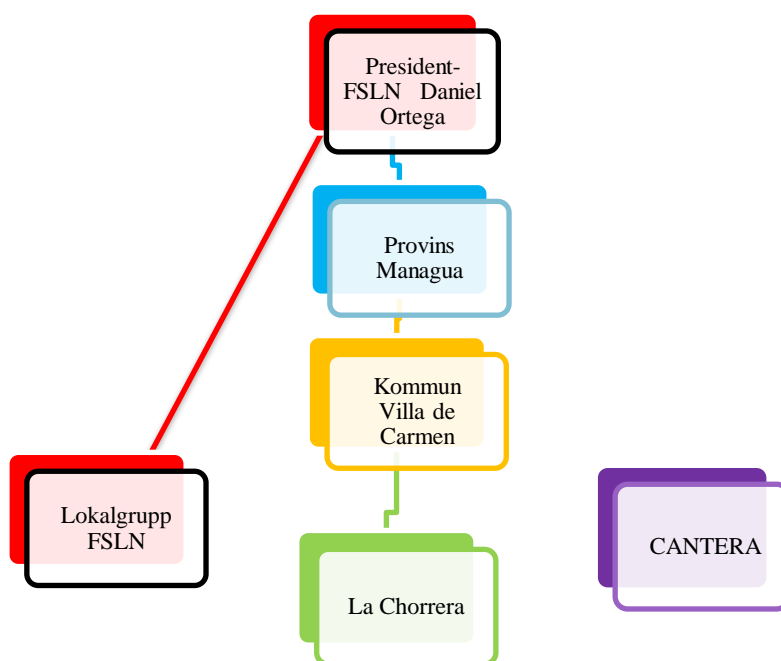 President-
FSLN Daniel
Ortega
Provins
Managua
Kommun
Villa de
Carmen
Lokalgrupp
FSLN
La Chorrera
CANTERA